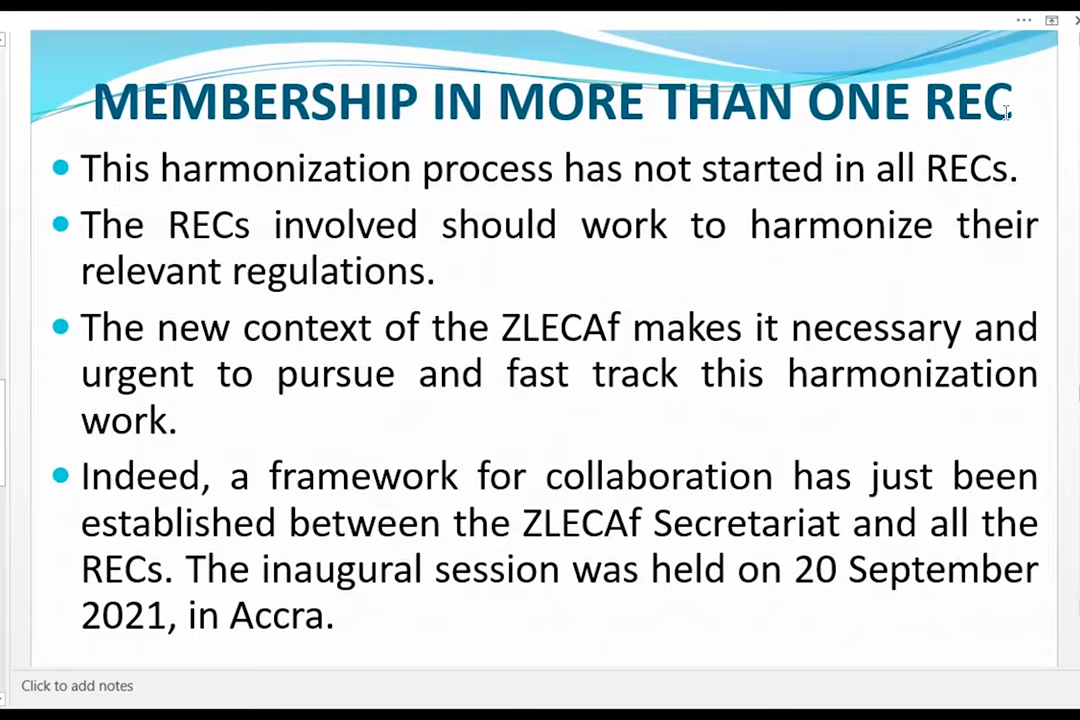 MEMBERSHIP IN MORE THAN ONE REC
• This harmonization process has not started in all RECs.
• The RECs involved should work to harmonize their
relevant regulations.
• The new context of the ZLECAf makes it necessary and
urgent to pursue and fast track this harmonization
work.
• Indeed, a framework for collaboration has just been
established between the ZLECAf Secretariat and all the
RECs. The inaugural session was held on 20 September
2021, in Accra.
Click to add notes